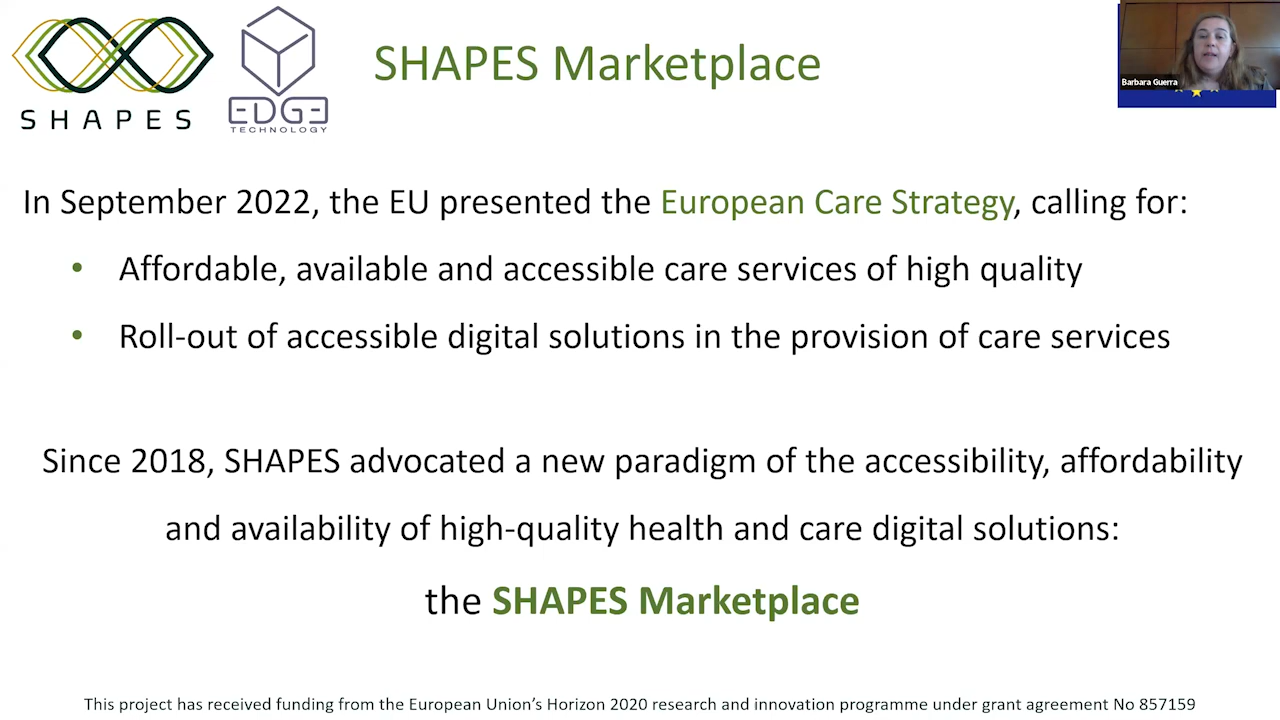 SHAPES
EDGE
TECHNOLOGY
SHAPES Marketplace
Barbara Guerra
In September 2022, the EU presented the European Care Strategy, calling for:
• Affordable, available and accessible care services of high quality
• Roll-out of accessible digital solutions in the provision of care services
Since 2018, SHAPES advocated a new paradigm of the accessibility, affordability
and availability of high-quality health and care digital solutions:
the SHAPES Marketplace
This project has received funding from the European Union’s Horizon 2020 research and innovation programme under grant agreement No 857159